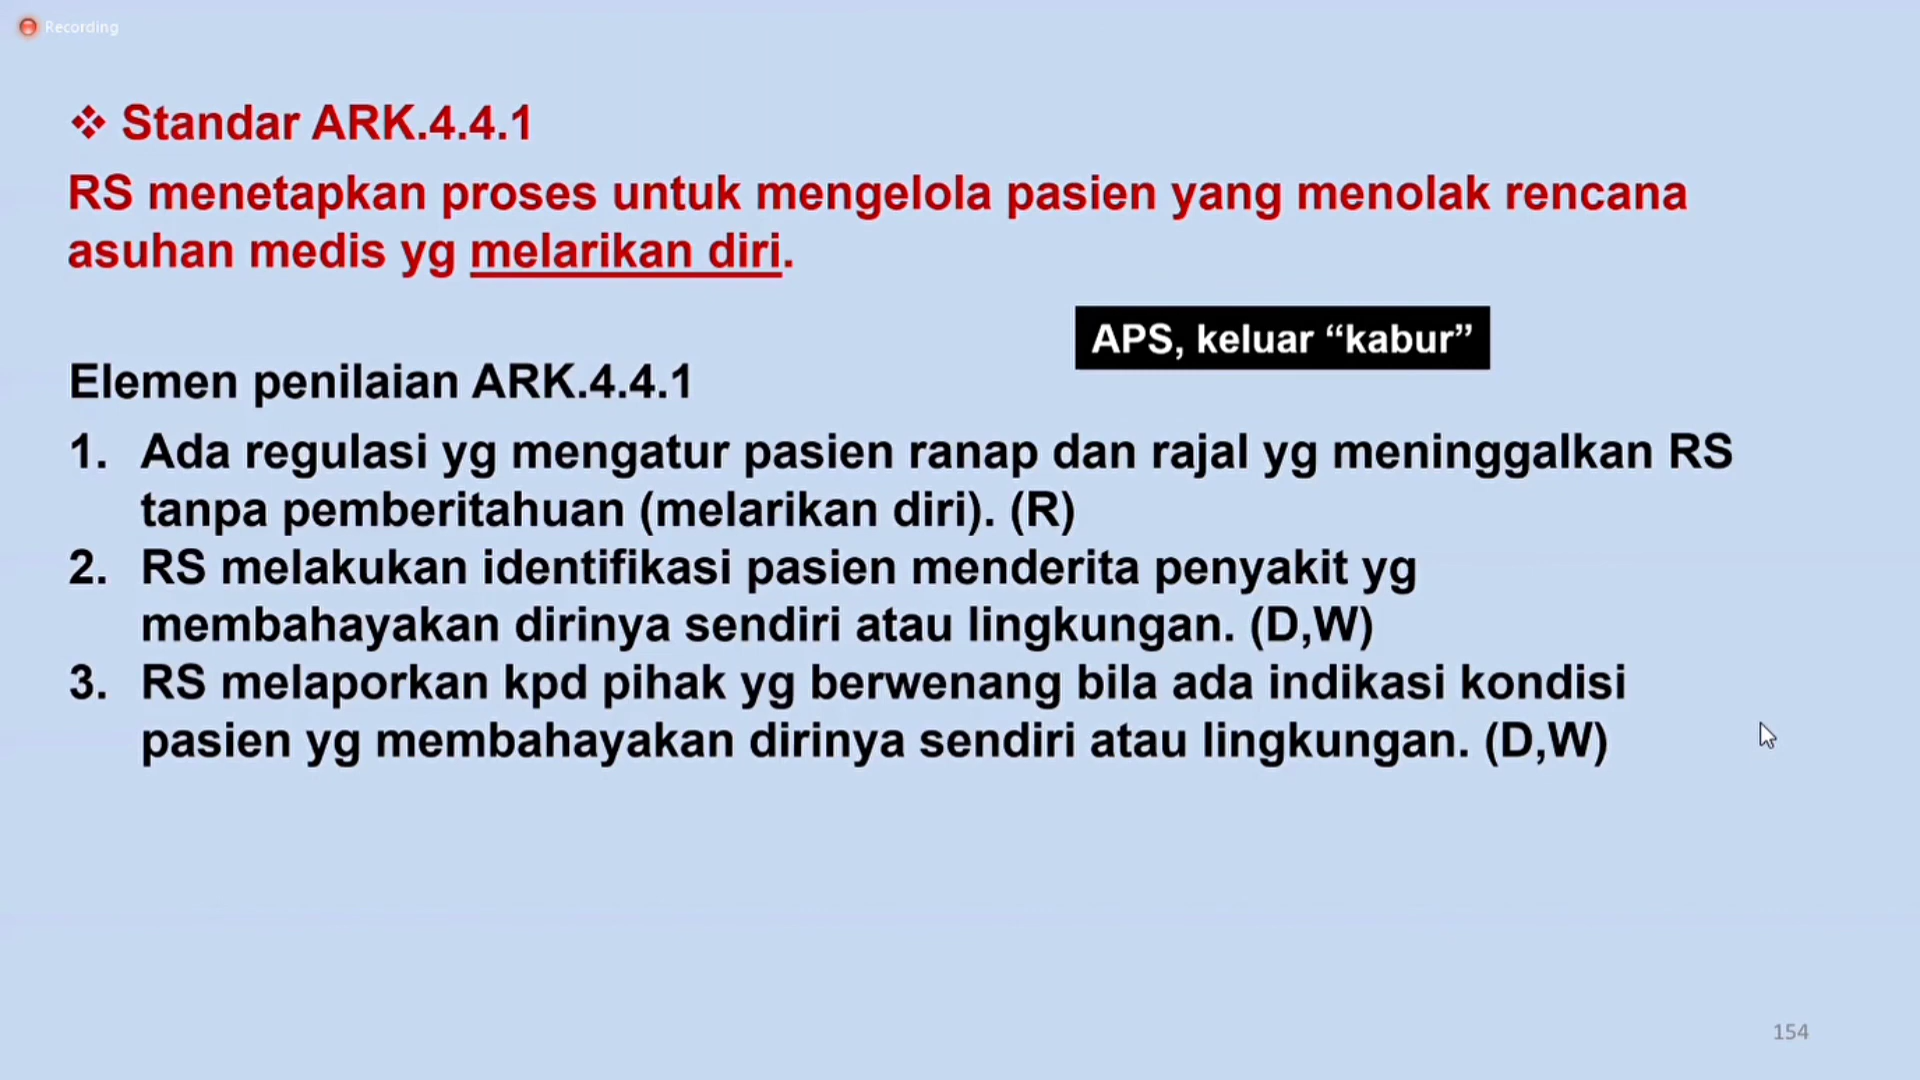 Recording
❖ Standar ARK.4.4.1
RS menetapkan proses untuk mengelola pasien yang menolak rencana
asuhan medis yg melarikan diri.
APS, keluar “kabur”
Elemen penilaian ARK.4.4.1
1. Ada regulasi yg mengatur pasien ranap dan rajal yg meninggalkan RS
tanpa pemberitahuan (melarikan diri). (R)
2. RS melakukan identifikasi pasien menderita penyakit yg
membahayakan dirinya sendiri atau lingkungan. (D,W)
3. RS melaporkan kpd pihak yg berwenang bila ada indikasi kondisi
pasien yg membahayakan dirinya sendiri atau lingkungan. (D,W)
154